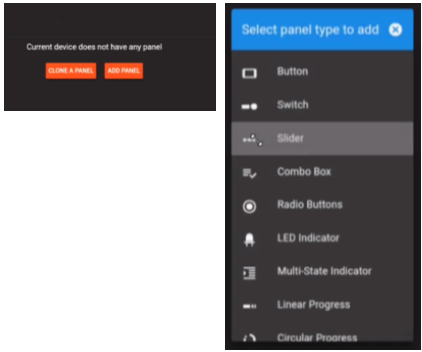 Current device does not have any panel
CLONE A PANEL ADD PANEL
Select panel type to add
Button
Switch
Slider
Combo Box
Radio Buttons
LED Indicator
Multi-State Indicator
Linear Progress
Circular Progress